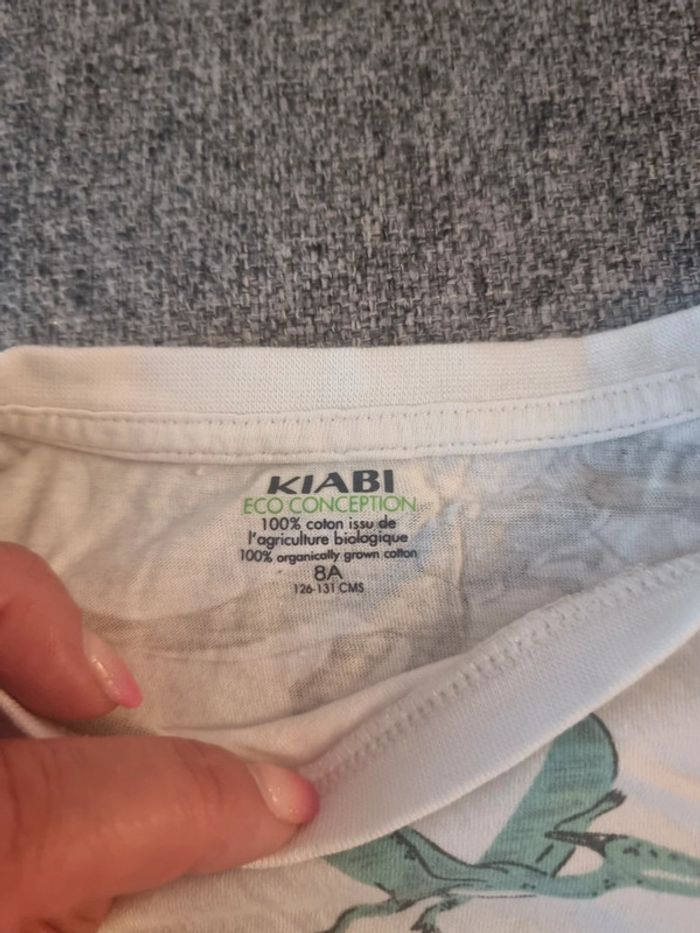 KIABI
ECO CONCEPTION
100% coton issu de
l'agriculture biologique
100% organically grown cotton
8A
126-131 CMS